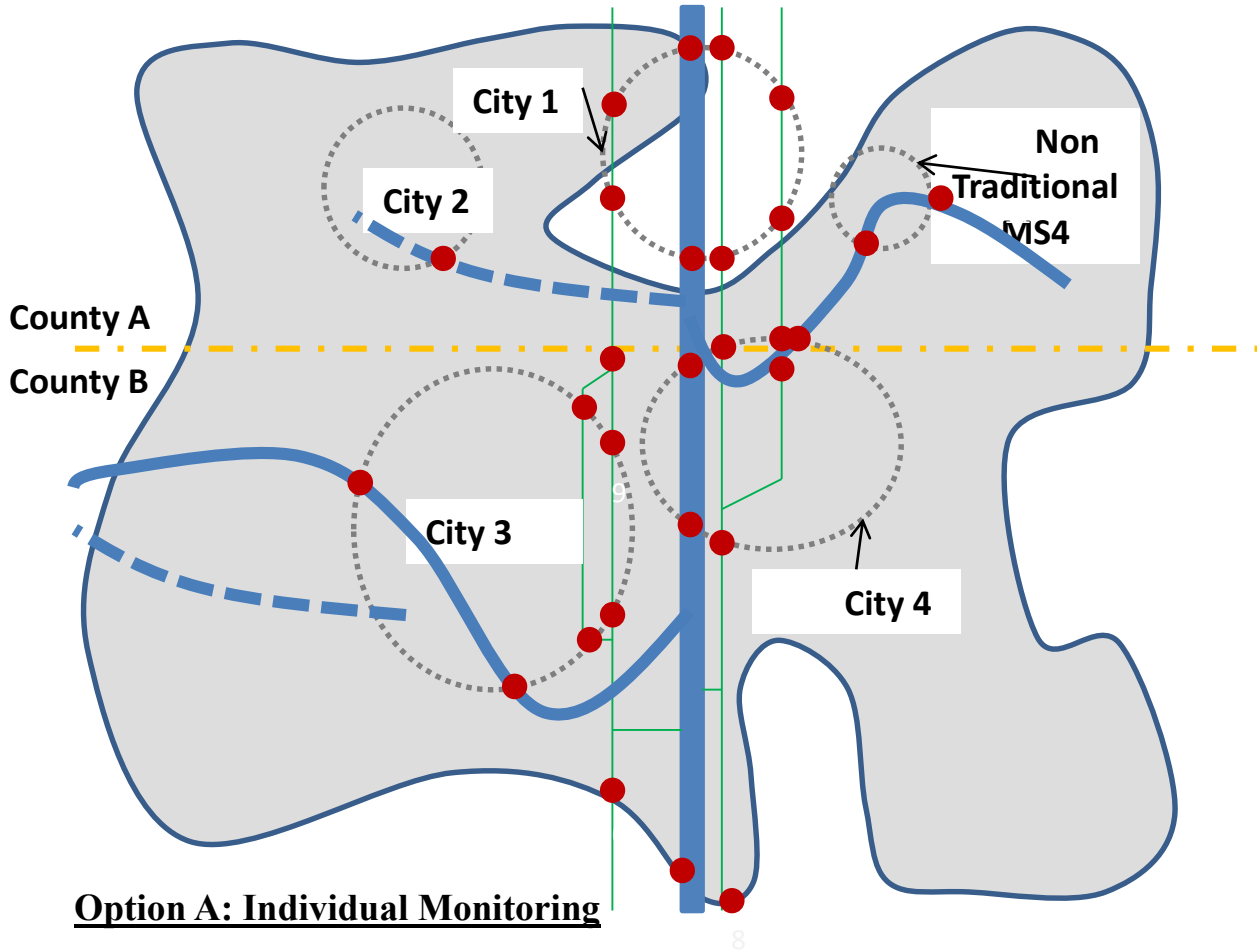 City 1
Non
Traditional
MS4
City 2
County A
County B
9
City 3
City 4
Option A: Individual Monitoring
8